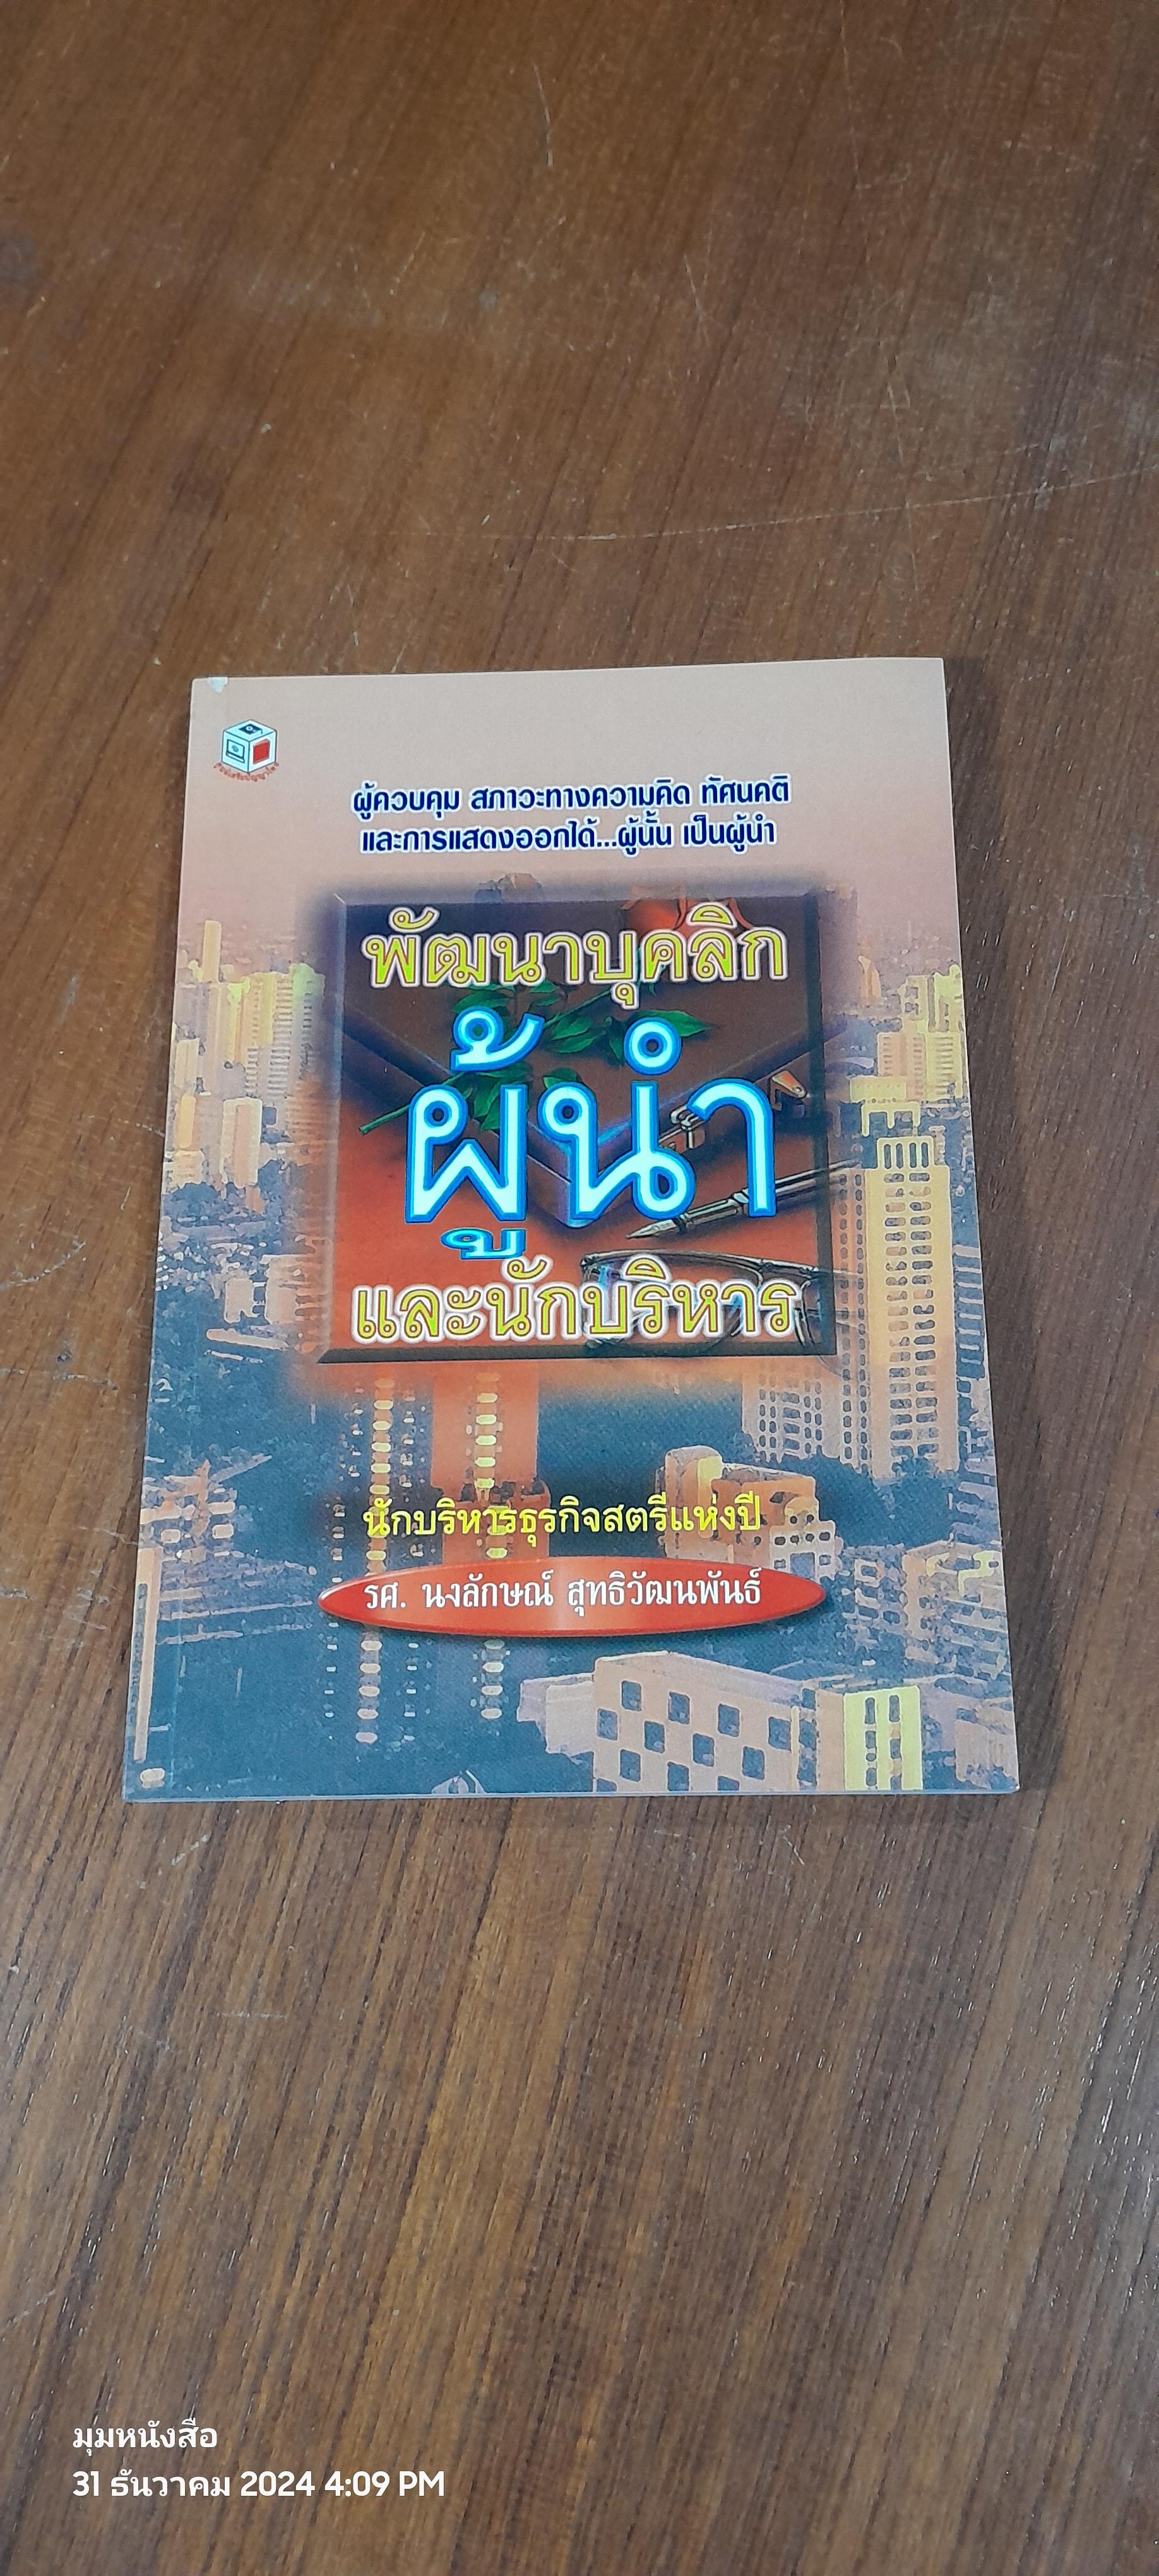 ผู้ควบคุม สภาวะทางความคิด ทัศนคติ
และการแสดงออกได้...ผู้นั้น เป็นผู้นำ
พัฒนาบุคลิก
ผู้นำ
และนักบริหาร
นักบริหารธุรกิจสตรีแห่งปี
รศ. นงลักษณ์ สุทธิวัฒนพันธ์
มุมหนังสือ
31 ธันวาคม 2024 4:09 PM